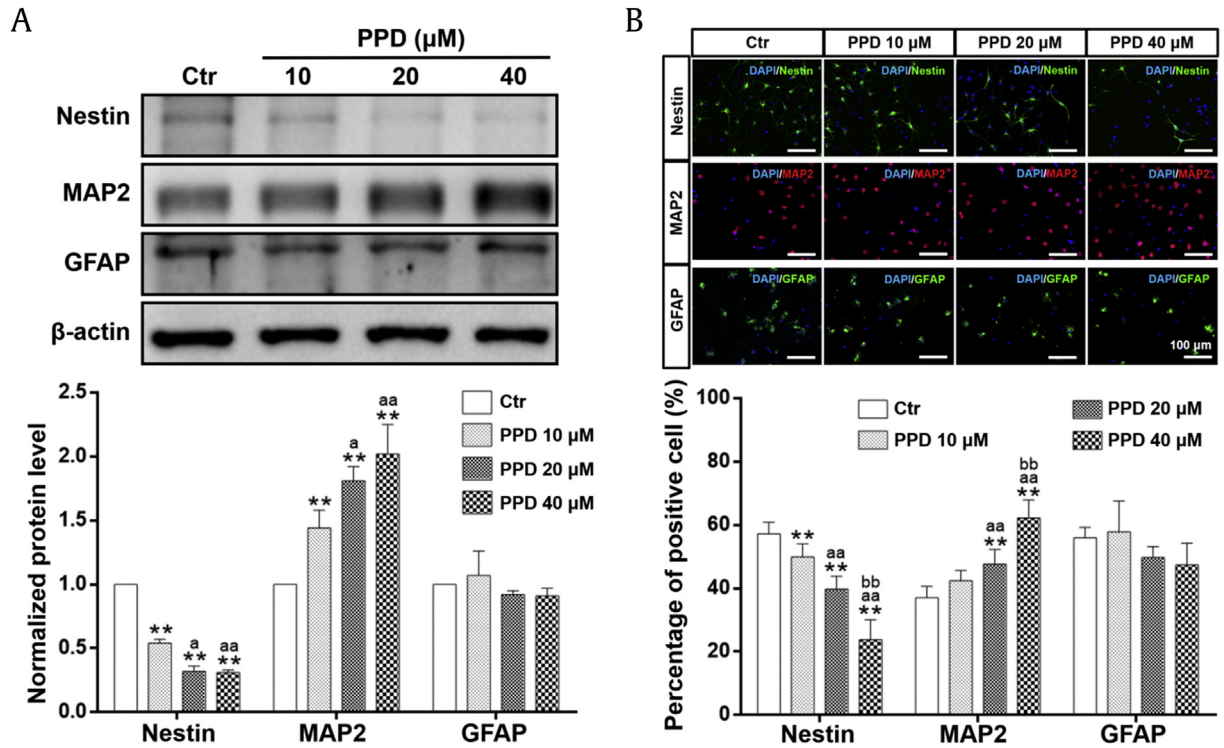 A
PPD (µM)
Ctr 10 20 40
Nestin
MAP2
GFAP
β-actin
2.5
2.0
1.5
1.0
0.5
0.0
Normalized protein level
Ctr
PPD 10 µM
PPD 20 µM
PPD 40 µM
**
a
**
aa
**
**
a
**
aa
**
Nestin MAP2 GFAP
B
Ctr PPD 10 µM PPD 20 µM PPD 40 µM
Nestin
DAPI/Nestin DAPI/Nestin DAPI/Nestin DAPI/Nestin
MAP2
DAPI/MAP2 DAPI/MAP2 DAPI/MAP2 DAPI/MAP2
GFAP
DAPI/GFAP DAPI/GFAP DAPI/GFAP DAPI/GFAP
100 µm
100
80
60
40
20
0
Percentage of positive cell (%)
Ctr PPD 20 µM
PPD 10 µM PPD 40 µM
**
aa
**
bb
aa
**
aa
**
bb
aa
**
Nestin MAP2 GFAP